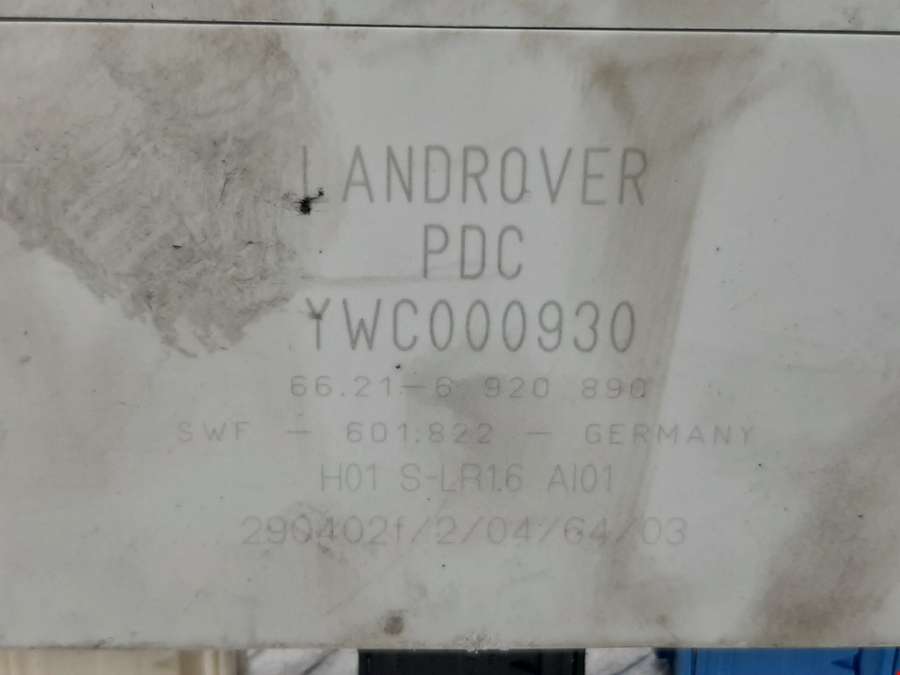 LANDROVER
PDC
YWC000930
66.21-6 920 890
SWF - 601.822 - GERMANY
H01 S-LR1.6 AI01
290402f/2/04/64/03